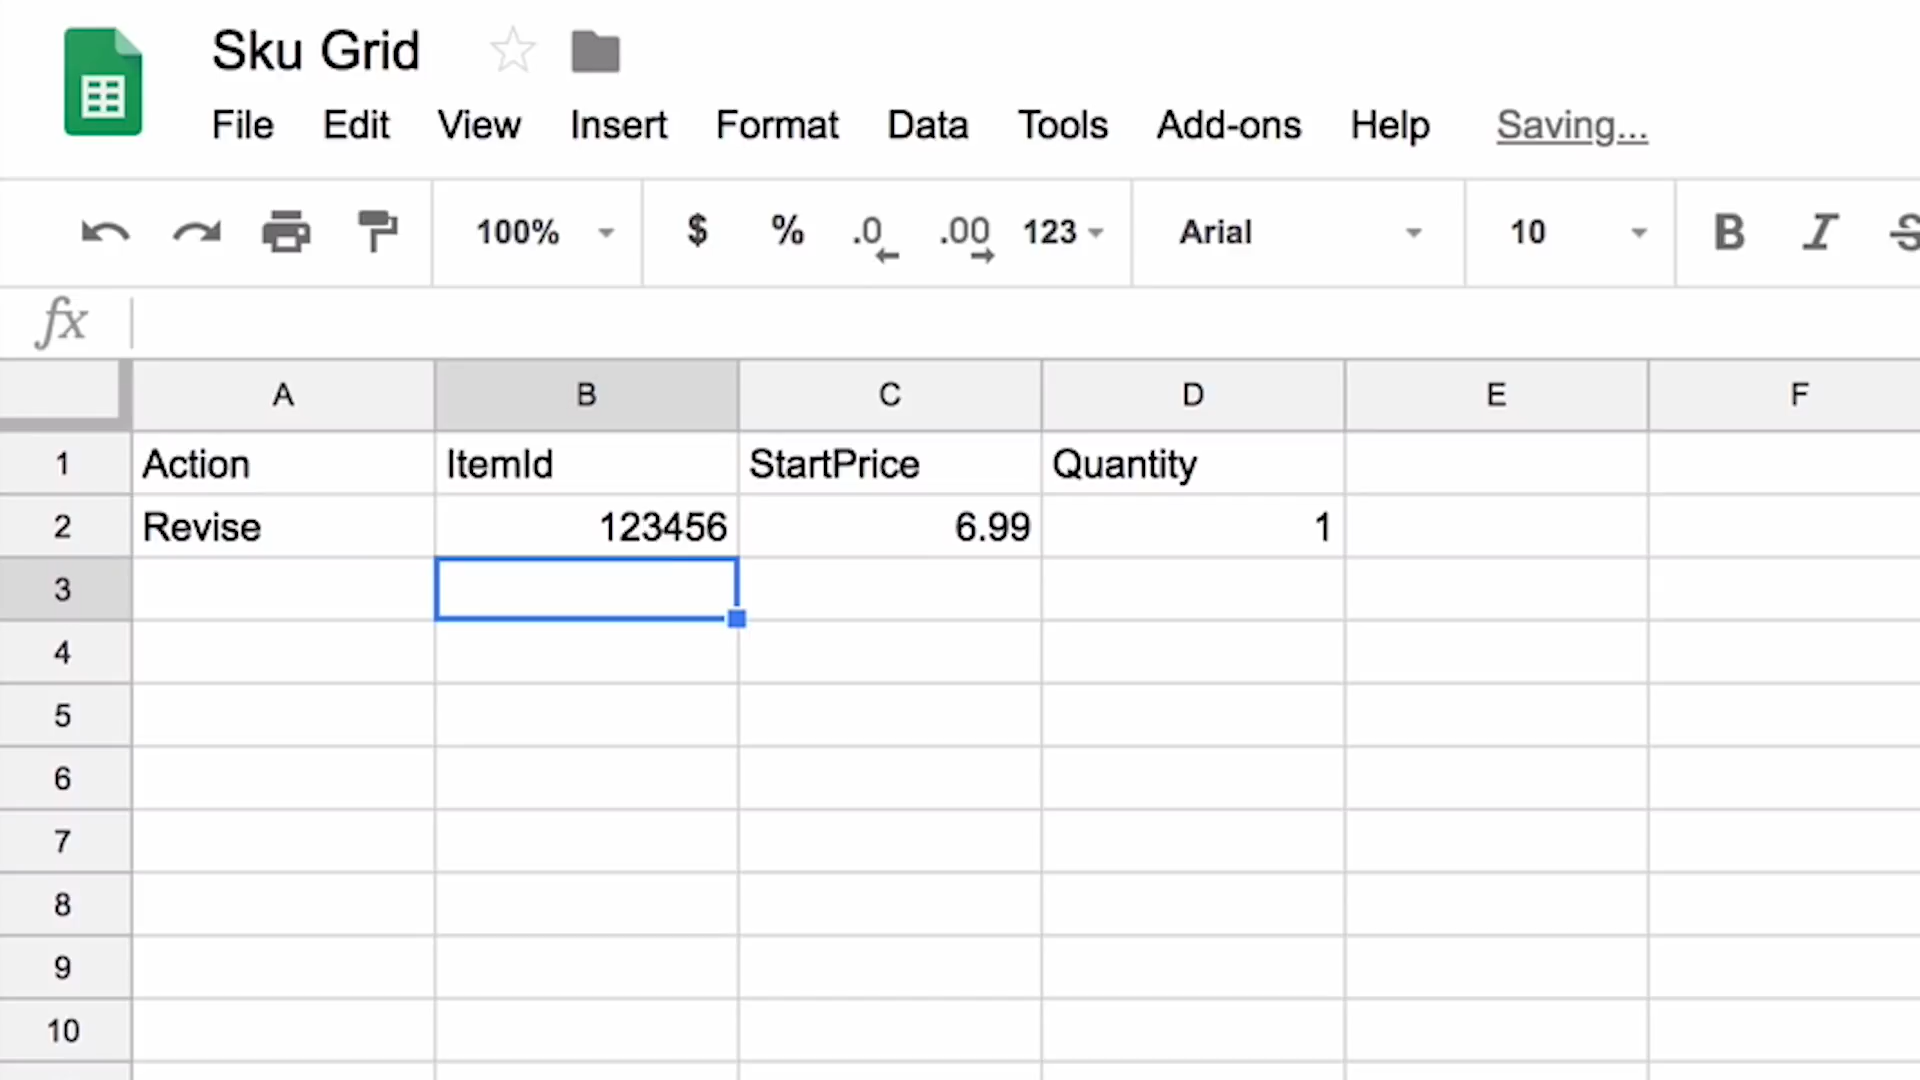 Sku Grid
File Edit View Insert Format Data Tools Add-ons Help Saving...
100% $ % .0 .00 123 Arial 10 B I S
fx
A B C D E F
1 Action ItemId StartPrice Quantity
2 Revise 123456 6.99 1
3
4
5
6
7
8
9
10